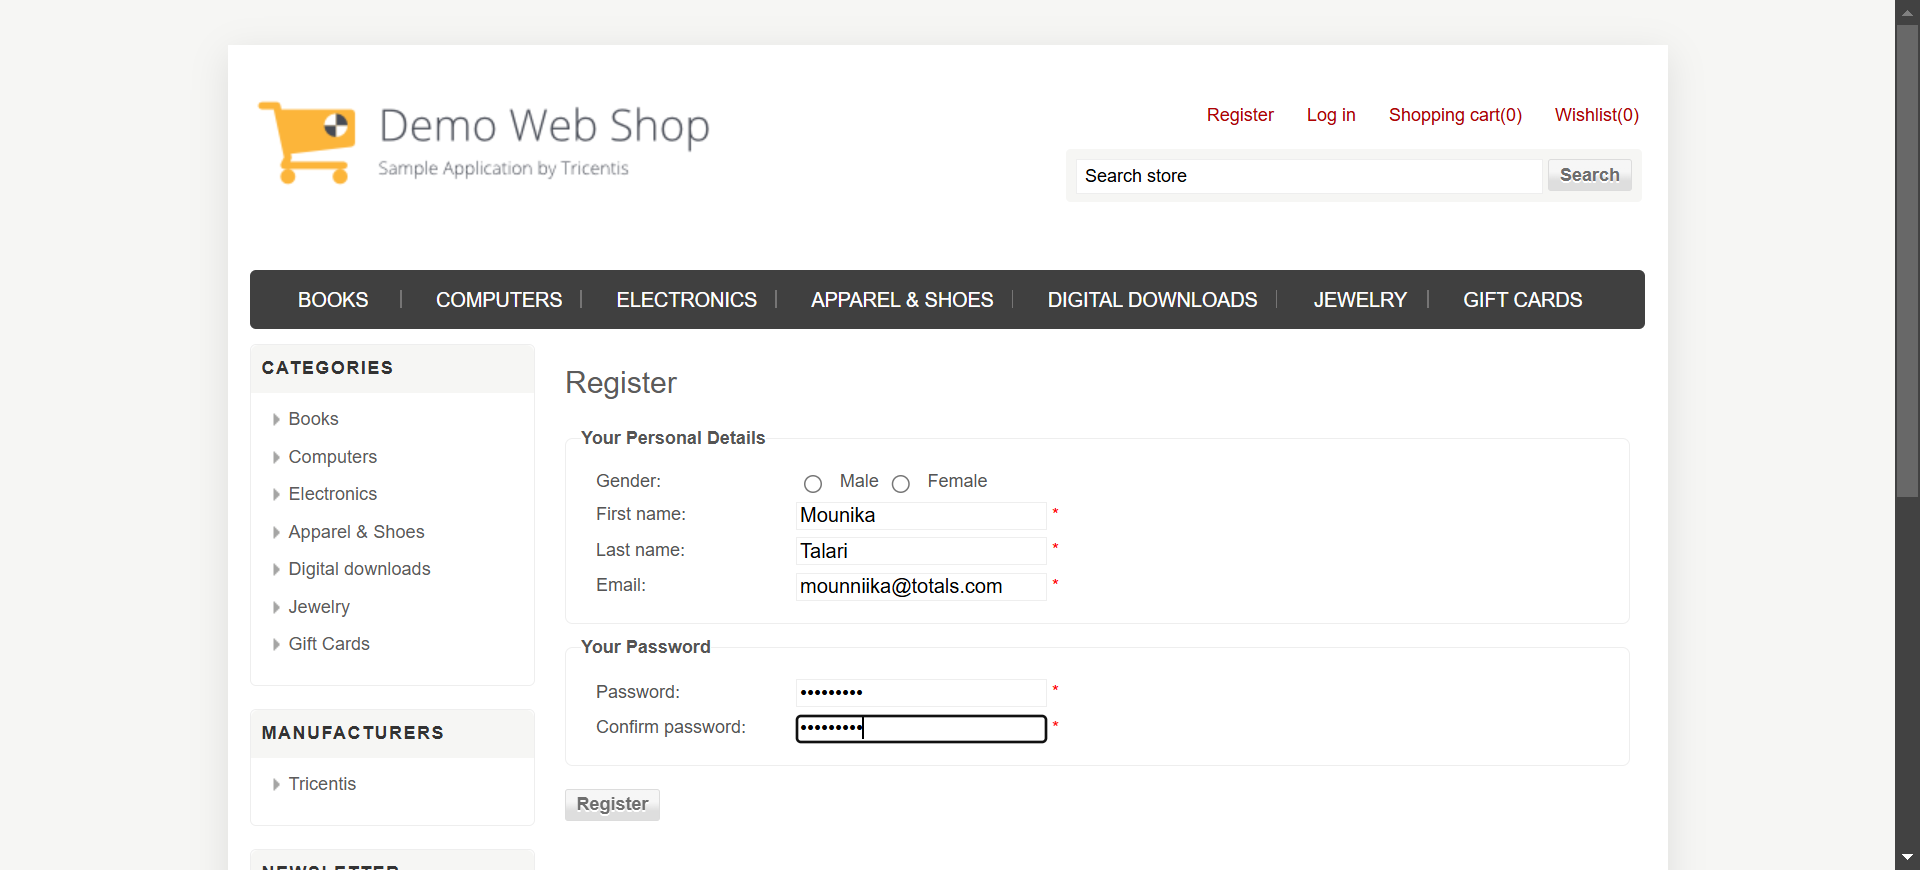 Demo Web Shop
Sample Application by Tricentis
Register Log in Shopping cart(0) Wishlist(0)
Search store Search
BOOKS COMPUTERS ELECTRONICS APPAREL & SHOES DIGITAL DOWNLOADS JEWELRY GIFT CARDS
CATEGORIES
Books
Computers
Electronics
Apparel & Shoes
Digital downloads
Jewelry
Gift Cards
MANUFACTURERS
Tricentis
NEWSLETTER
Register
Your Personal Details
Gender: Male Female
First name: Mounika *
Last name: Talari *
Email: mounniika@totals.com *
Your Password
Password: ••••••••• *
Confirm password: ••••••••• *
Register